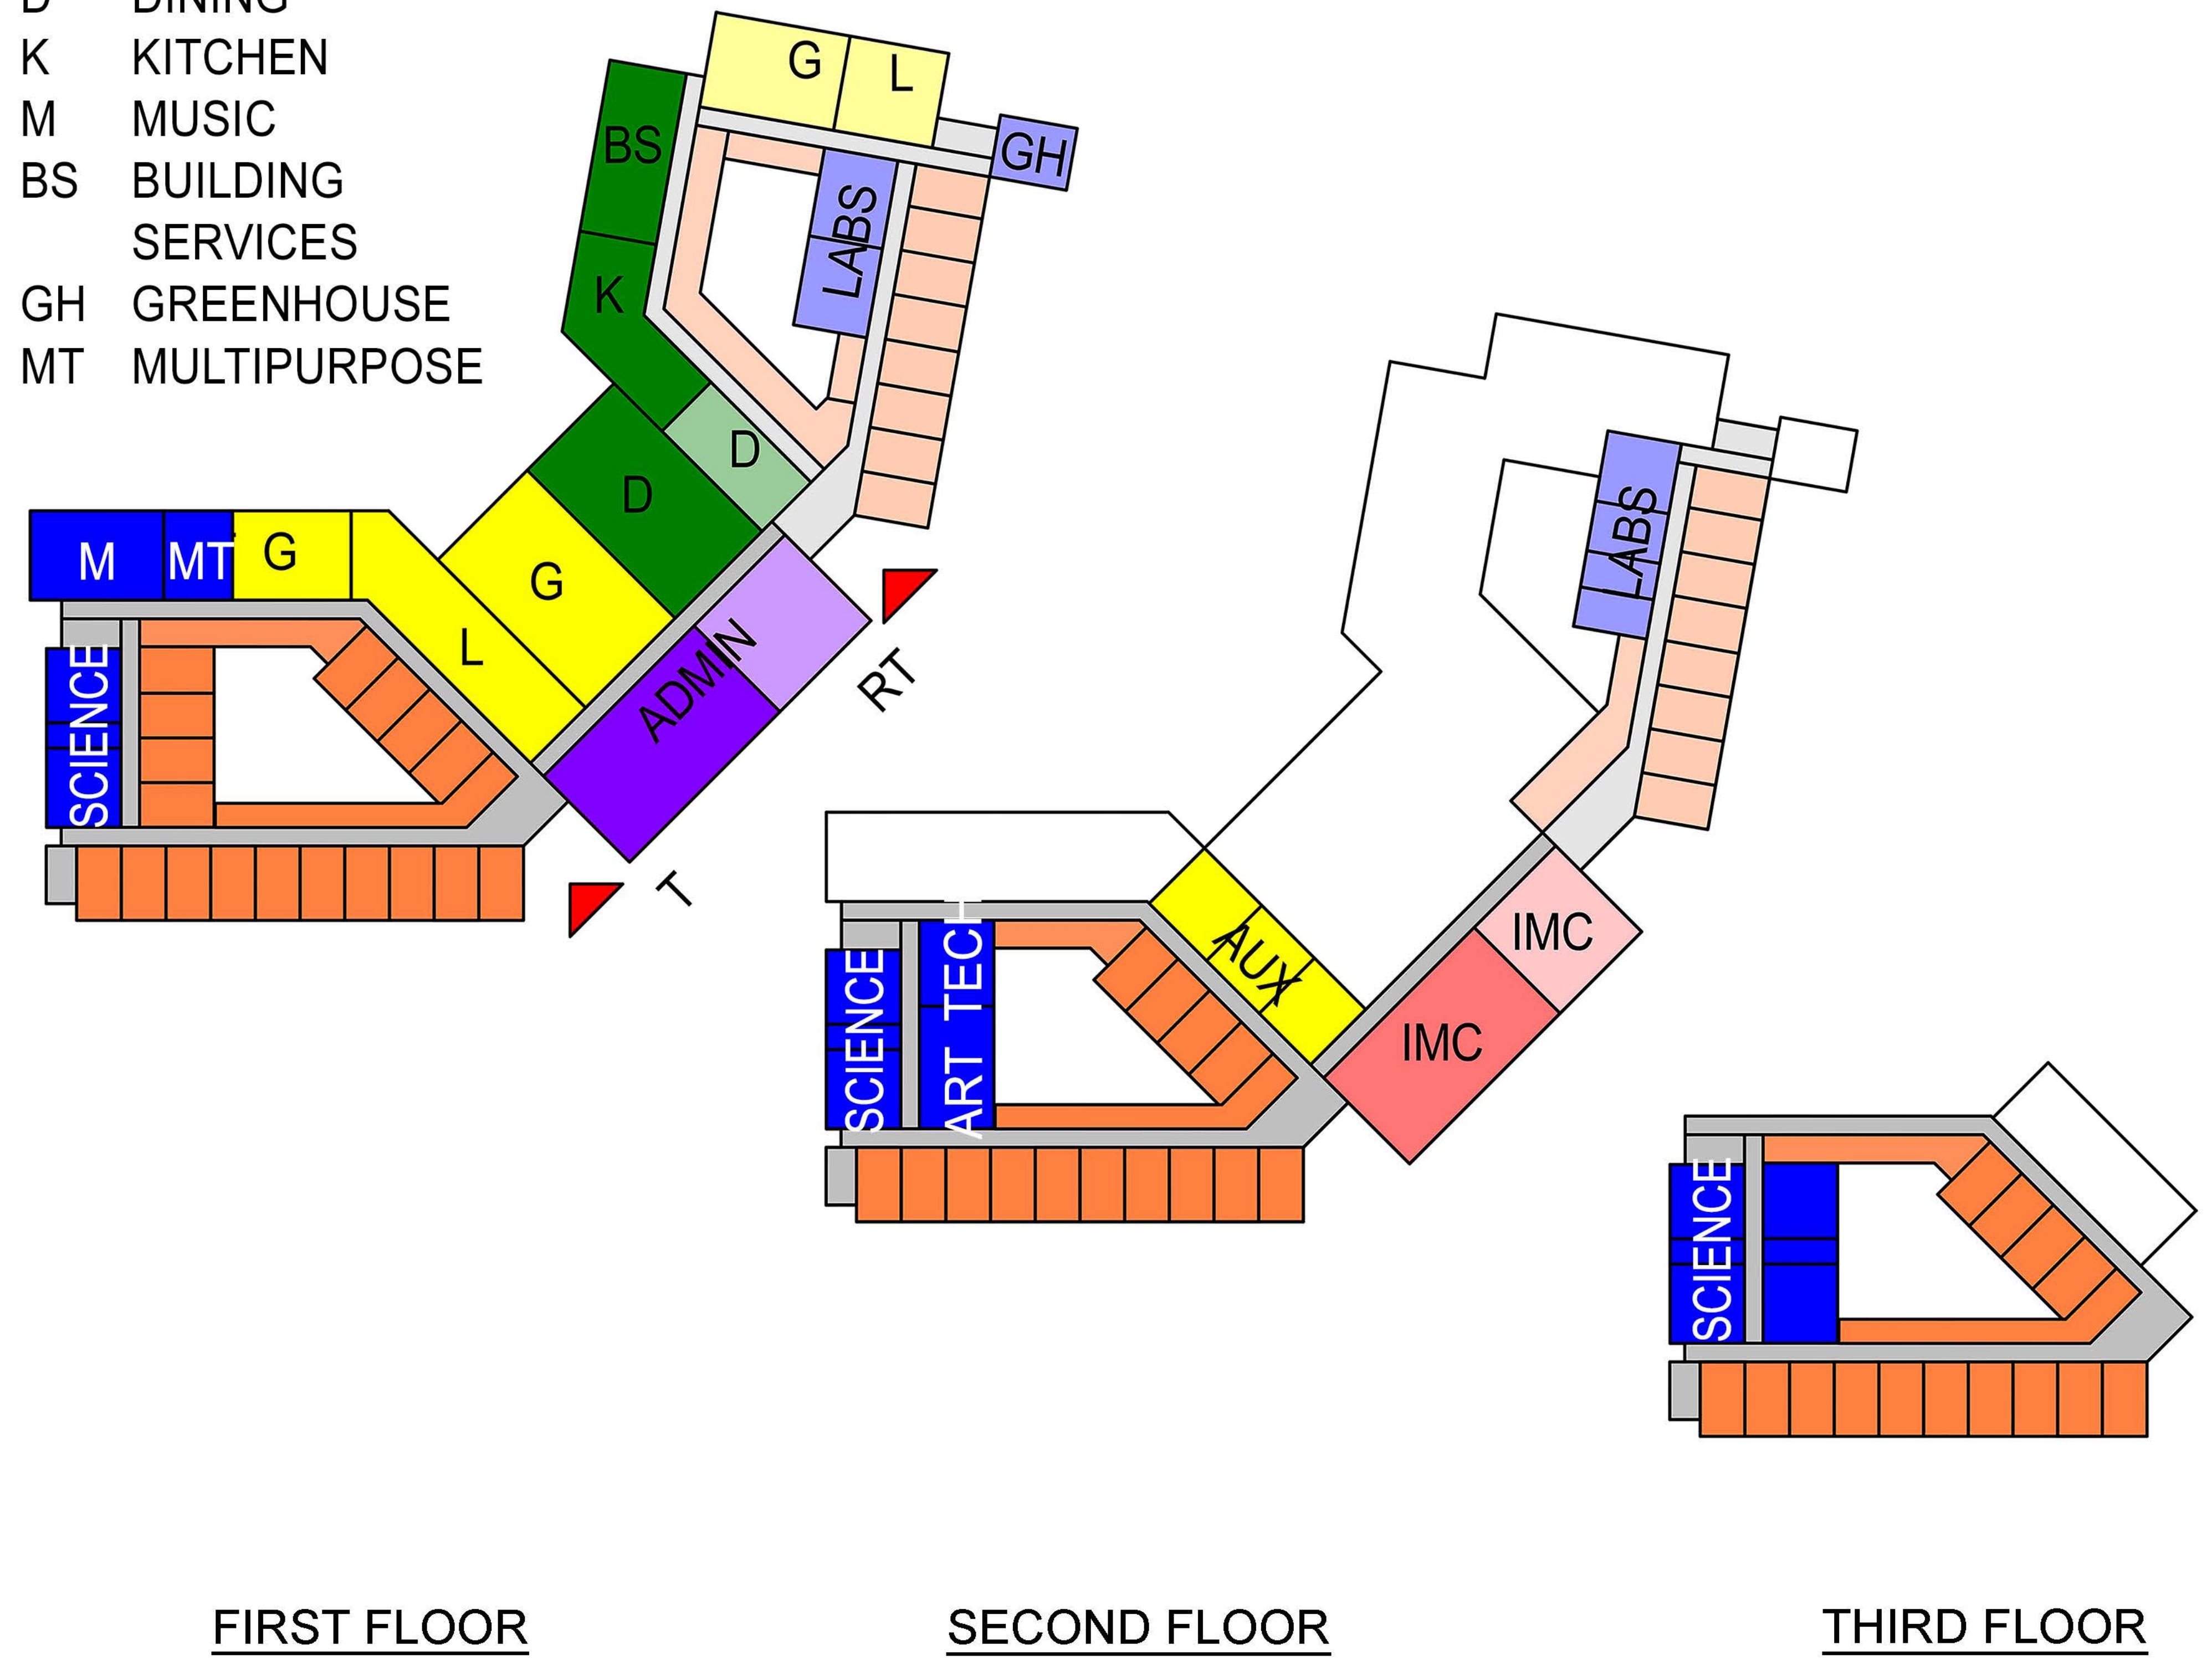 D DINING
K KITCHEN
M MUSIC
BS BUILDING
SERVICES
GH GREENHOUSE
MT MULTIPURPOSE
G
L
BS
GH
LABS
K
D
D
M
MT
G
G
L
SCIENCE
ADMIN
RT
T
LABS
AUX
IMC
IMC
SCIENCE
ART TECH
SCIENCE
FIRST FLOOR
SECOND FLOOR
THIRD FLOOR